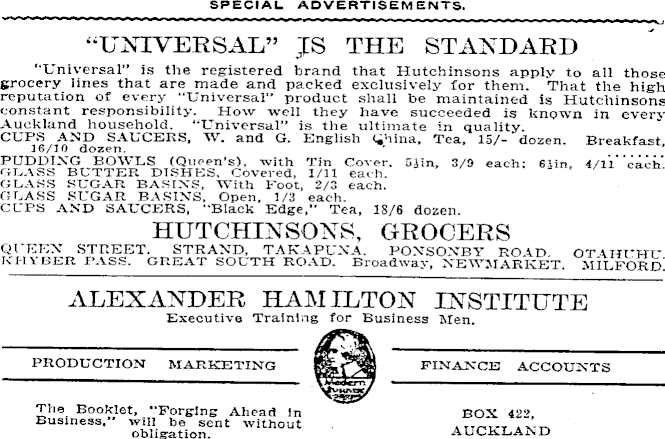 SPECIAL ADVERTISEMENTS.
"UNIVERSAL" IS THE STANDARD
"Universal" is the registered brand that Hutchinsons apply to all those
grocery lines that are made and packed exclusively for them. That the high
reputation of every "Universal" product shall be maintained is Hutchinsons
constant responsibility. How well they have succeeded is known in every
Auckland household. "Universal" is the ultimate in quality.
CUPS AND SAUCERS, W. and G. English China, Tea, 15/- dozen. Breakfast,
16/10 dozen.
PUDDING BOWLS (Queen's), with Tin Cover, 5½in, 3/9 each; 6½in, 4/11 each.
GLASS BUTTER DISHES, Covered, 1/11 each.
GLASS SUGAR BASINS, With Foot, 2/3 each.
GLASS SUGAR BASINS, Open, 1/3 each.
CUPS AND SAUCERS, "Black Edge," Tea, 18/6 dozen.
HUTCHINSONS, GROCERS
QUEEN STREET. STRAND, TAKAPUNA. PONSONBY ROAD. OTAHUHU.
KHYBER PASS. GREAT SOUTH ROAD. Broadway, NEWMARKET. MILFORD.
ALEXANDER HAMILTON INSTITUTE
Executive Training for Business Men.
PRODUCTION MARKETING
Modern
Business
FINANCE ACCOUNTS
The Booklet, "Forging Ahead in
Business," will be sent without
obligation.
BOX 422,
AUCKLAND